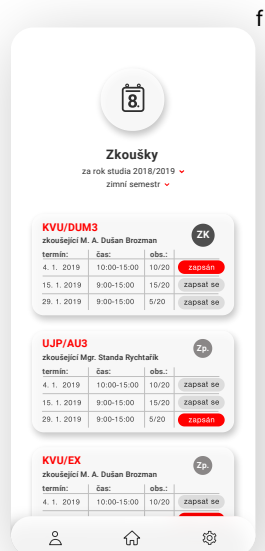 f
8.
Zkoušky
za rok studia 2018/2019
zimní semestr
KVU/DUM3 ZK
zkoušející M. A. Dušan Brozman
termín: čas: obs.:
4. 1. 2019 10:00-15:00 10/20 zapsán
15. 1. 2019 9:00-15:00 15/20 zapsat se
29. 1. 2019 9:00-15:00 5/20 zapsat se
UJP/AU3 Zp.
zkoušející Mgr. Standa Rychtařík
termín: čas: obs.:
4. 1. 2019 10:00-15:00 10/20 zapsat se
15. 1. 2019 9:00-15:00 15/20 zapsat se
29. 1. 2019 9:00-15:00 5/20 zapsán
KVU/EX Zp.
zkoušející M. A. Dušan Brozman
termín: čas: obs.:
4. 1. 2019 10:00-15:00 10/20 zapsat se